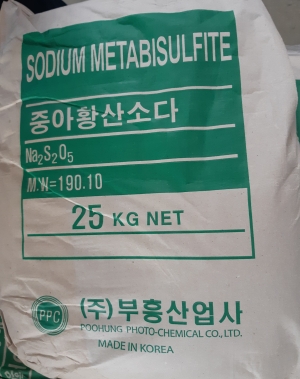 SODIUM METABISULFITE
중아황산소다
Na₂S₂O₅
M.W=190.10
25 KG NET
PPC
(주)부흥산업사
POOHUNG PHOTO-CHEMICAL CO., LTD.
MADE IN KOREA